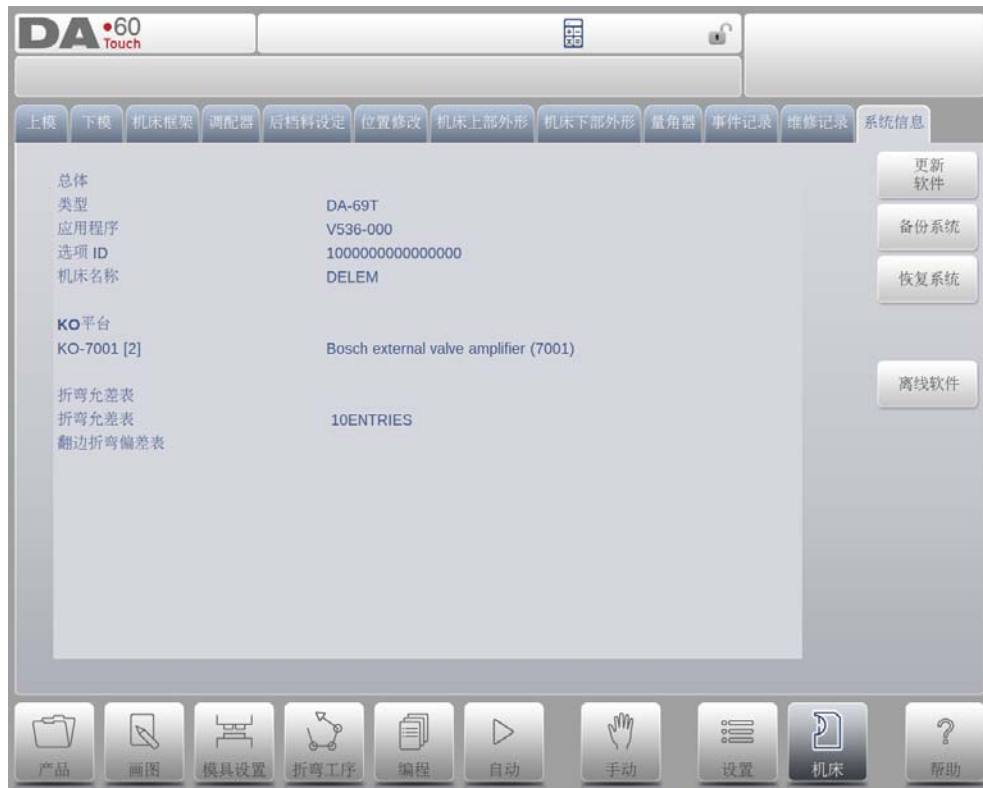 DA•60
Touch
上模 下模 机床框架 调配器 后档料设定 位置修改 机床上部外形 机床下部外形 量角器 事件记录 维修记录 系统信息
总体
类型 DA-69T
应用程序 V536-000
选项 ID 1000000000000000
机床名称 DELEM
KO平台
KO-7001 [2] Bosch external valve amplifier (7001)
折弯允差表
折弯允差表 10ENTRIES
翻边折弯偏差表
更新
软件
备份系统
恢复系统
离线软件
产品 画图 模具设置 折弯工序 编程 自动 手动 设置 机床 ? 帮助